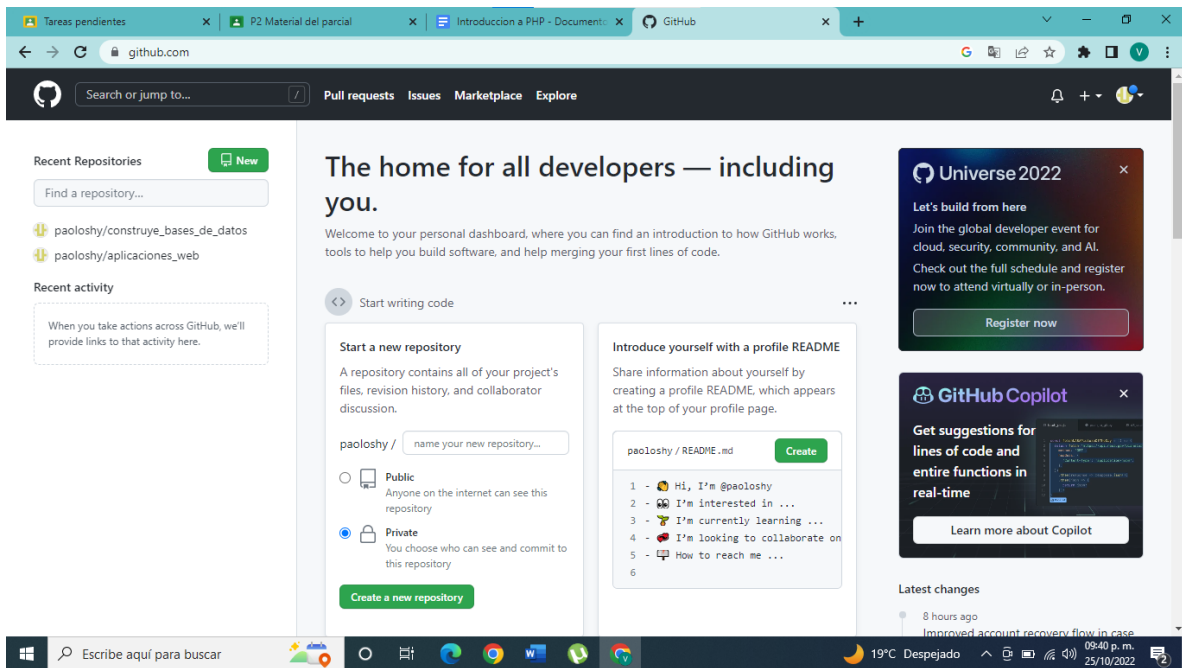 Tareas pendientes
P2 Material del parcial
Introduccion a PHP - Documento
GitHub
github.com
V
Search or jump to...
/
Pull requests Issues Marketplace Explore
Recent Repositories
New
Find a repository...
paoloshy/construye_bases_de_datos
paoloshy/aplicaciones_web
Recent activity
When you take actions across GitHub, we'll
provide links to that activity here.
The home for all developers — including
you.
Welcome to your personal dashboard, where you can find an introduction to how GitHub works,
tools to help you build software, and help merging your first lines of code.
Start writing code
Start a new repository
A repository contains all of your project's
files, revision history, and collaborator
discussion.
paoloshy /
name your new repository...
Public
Anyone on the internet can see this
repository
Private
You choose who can see and commit to
this repository
Create a new repository
Introduce yourself with a profile README
Share information about yourself by
creating a profile README, which appears
at the top of your profile page.
paoloshy / README.md
Create
1 - 👋 Hi, I'm @paoloshy
2 - 👀 I'm interested in ...
3 - 🌱 I'm currently learning ...
4 - 💞️ I'm looking to collaborate on
5 - 📫 How to reach me ...
6
Universe 2022
Let's build from here
Join the global developer event for
cloud, security, community, and AI.
Check out the full schedule and register
now to attend virtually or in-person.
Register now
GitHub Copilot
Get suggestions for
lines of code and
entire functions in
real-time
Learn more about Copilot
Latest changes
8 hours ago
Improved account recovery flow in case
Escribe aquí para buscar
19°C Despejado
09:40 p. m.
25/10/2022
2